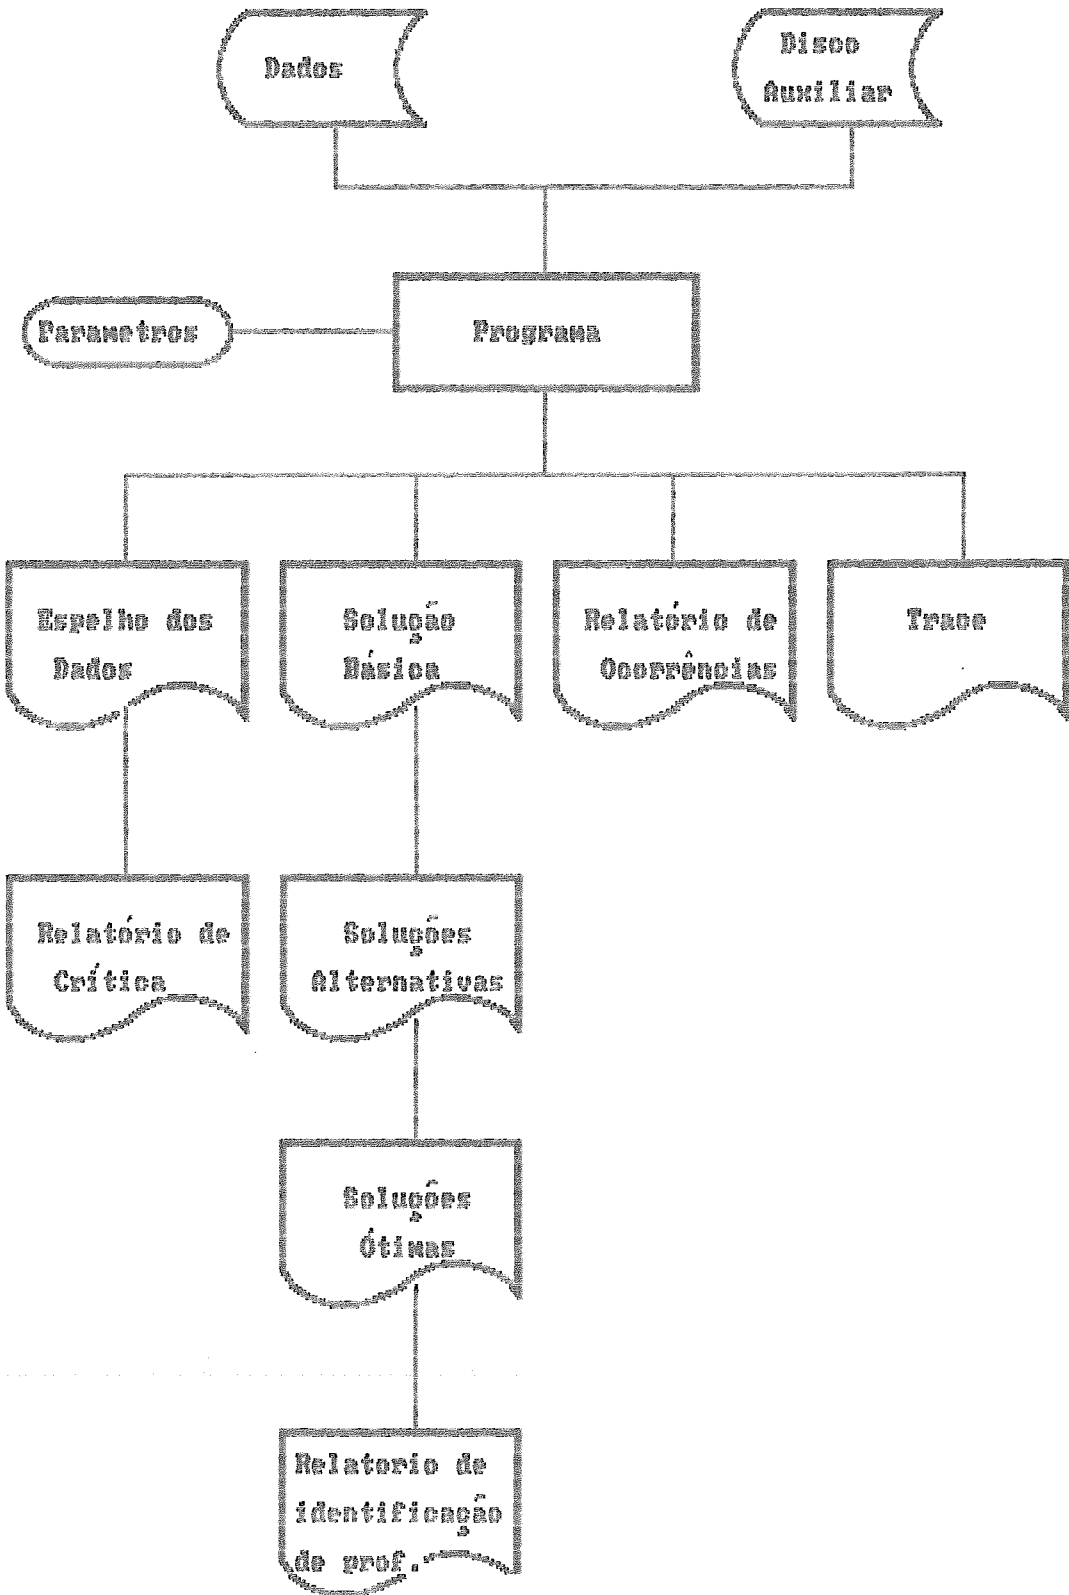 Dados
Disco
Auxiliar
Parametros
Programa
Espelho dos
Dados
Solução
Básica
Relatório de
Ocorrências
Trace
Relatório de
Crítica
Soluções
Alternativas
Soluções
Ótimas
Relatorio de
identificação
de prof.